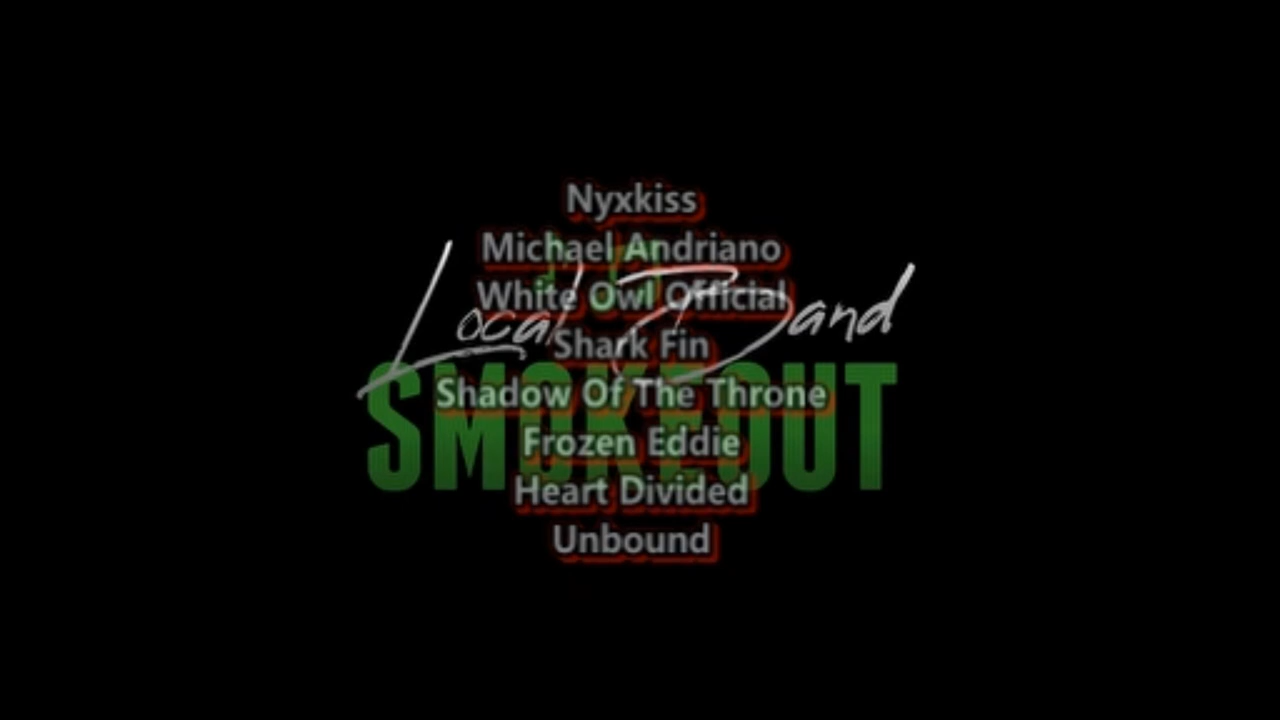 Nyxkiss
Michael Andriano
White Owl Official
Local Band
Shark Fin
SMOKEOUT
Shadow Of The Throne
Frozen Eddie
Heart Divided
Unbound